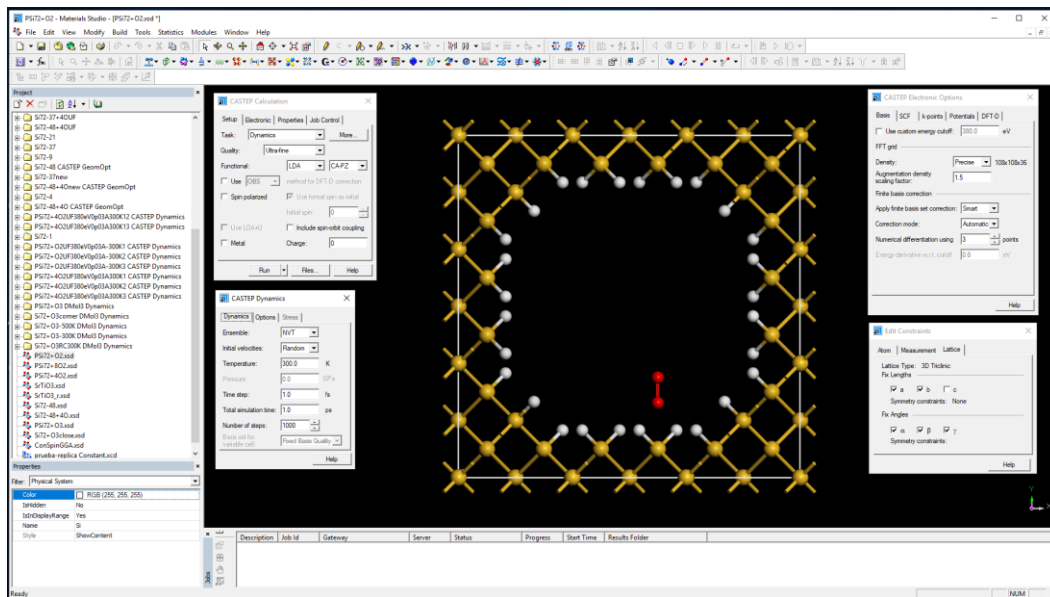 PSi72+O2 - Materials Studio - [PSi72+O2.xsd *]
File Edit View Modify Build Tools Statistics Modules Window Help
Project
Si72-37+4OUF
Si72-48+4OUF
Si72-21
Si72-37
Si72-9
Si72-48 CASTEP GeomOpt
Si72-37new
Si72-48+4Onew CASTEP GeomOpt
Si72-4
Si72-48+4O CASTEP GeomOpt
PSi72+4O2UF380eV0p03A300K12 CASTEP Dynamics
PSi72+4O2UF380eV0p03A300K13 CASTEP Dynamics
Si72-1
PSi72+O2UF380eV0p03A-300K1 CASTEP Dynamics
PSi72+O2UF380eV0p03A-300K2 CASTEP Dynamics
PSi72+O2UF380eV0p03A-300K3 CASTEP Dynamics
PSi72+4O2UF380eV0p03A300K1 CASTEP Dynamics
PSi72+4O2UF380eV0p03A300K2 CASTEP Dynamics
PSi72+4O2UF380eV0p03A300K3 CASTEP Dynamics
PSi72+O3 DMol3 Dynamics
Si72+O3corner DMol3 Dynamics
Si72+O3-500K DMol3 Dynamics
Si72+O3-300K DMol3 Dynamics
Si72+O3RC300K DMol3 Dynamics
PSi72+O2.xsd
PSi72+8O2.xsd
PSi72+4O2.xsd
SrTiO3.xsd
SrTiO3_r.xsd
Si72-48.xsd
Si72-48+4O.xsd
PSi72+O3.xsd
Si72+O3close.xsd
ConSpinGGA.xsd
prueba-replica Constant.xcd
Properties
Filter: Physical System
Color RGB (255, 255, 255)
IsHidden No
IsInDisplayRange Yes
Name Si
Style ShowContent
Ready
CASTEP Calculation
Setup Electronic Properties Job Control
Task: Dynamics More...
Quality: Ultra-fine
Functional: LDA CA-PZ
Use OBS method for DFT-D correction
Spin polarized Use formal spin as initial
Initial spin: 0
Use LDA+U Include spin-orbit coupling
Metal Charge: 0
Run Files... Help
CASTEP Dynamics
Dynamics Options Stress
Ensemble: NVT
Initial velocities: Random
Temperature: 300.0 K
Pressure: 0.0 GPa
Time step: 1.0 fs
Total simulation time: 1.0 ps
Number of steps: 1000
Basis set for variable cell: Fixed Basis Quality
Help
CASTEP Electronic Options
Basis SCF k-points Potentials DFT-D
Use custom energy cutoff: 380.0 eV
FFT grid
Density: Precise 108x108x36
Augmentation density
scaling factor: 1.5
Finite basis correction
Apply finite basis set correction: Smart
Correction mode: Automatic
Numerical differentiation using 3 points
Energy derivative w.r.t. cutoff 0.0 eV
Help
Edit Constraints
Atom Measurement Lattice
Lattice Type: 3D Triclinic
Fix Lengths
a b c
Symmetry constraints: None
Fix Angles
α β γ
Symmetry constraints:
Help
Y
Jobs
Description Job Id Gateway Server Status Progress Start Time Results Folder
NUM